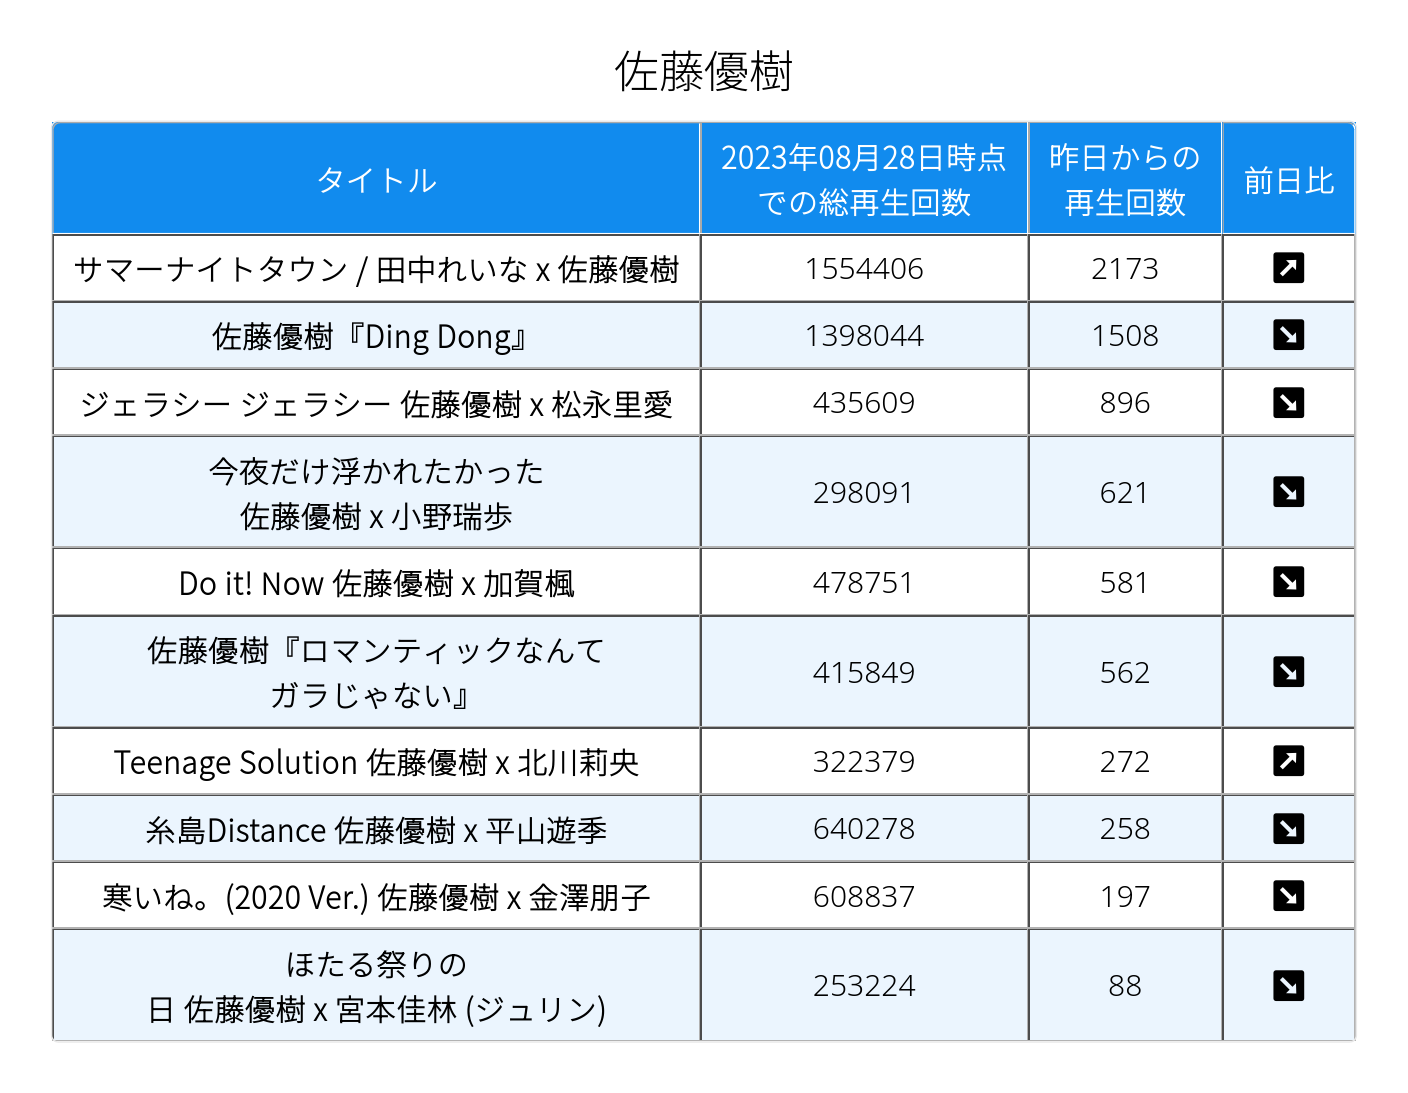 佐藤優樹
タイトル
2023年08月28日時点
での総再生回数
昨日からの
再生回数
前日比
サマーナイトタウン / 田中れいな x 佐藤優樹
1554406
2173
佐藤優樹『Ding Dong』
1398044
1508
ジェラシー ジェラシー 佐藤優樹 x 松永里愛
435609
896
今夜だけ浮かれたかった
佐藤優樹 x 小野瑞歩
298091
621
Do it! Now 佐藤優樹 x 加賀楓
478751
581
佐藤優樹『ロマンティックなんて
ガラじゃない』
415849
562
Teenage Solution 佐藤優樹 x 北川莉央
322379
272
糸島Distance 佐藤優樹 x 平山遊季
640278
258
寒いね。(2020 Ver.) 佐藤優樹 x 金澤朋子
608837
197
ほたる祭りの
日 佐藤優樹 x 宮本佳林 (ジュリン)
253224
88